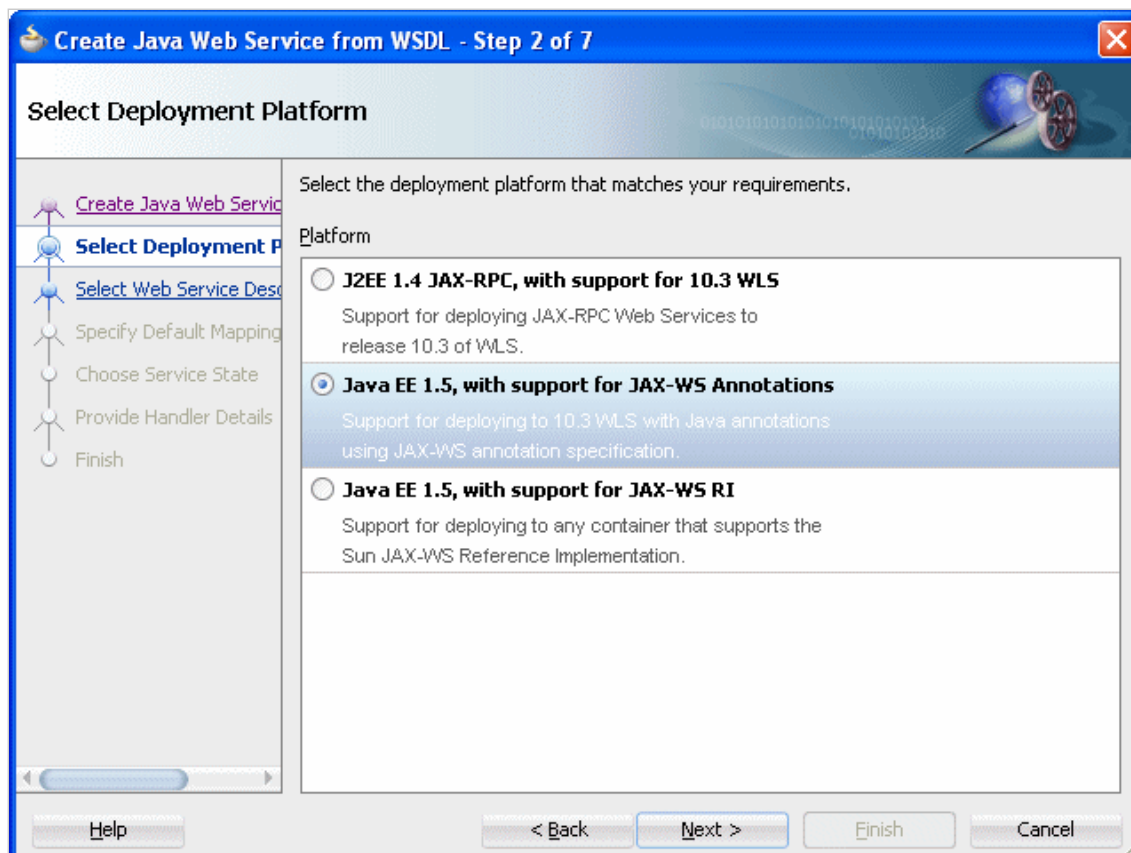 Create Java Web Service from WSDL - Step 2 of 7
Select Deployment Platform
010101010101010101010101
01010101010
Create Java Web Servic
Select Deployment P
Select Web Service Desc
Specify Default Mapping
Choose Service State
Provide Handler Details
Finish
Select the deployment platform that matches your requirements.
Platform
J2EE 1.4 JAX-RPC, with support for 10.3 WLS
Support for deploying JAX-RPC Web Services to
release 10.3 of WLS.
Java EE 1.5, with support for JAX-WS Annotations
Support for deploying to 10.3 WLS with Java annotations
using JAX-WS annotation specification.
Java EE 1.5, with support for JAX-WS RI
Support for deploying to any container that supports the
Sun JAX-WS Reference Implementation.
Help
< Back
Next >
Finish
Cancel